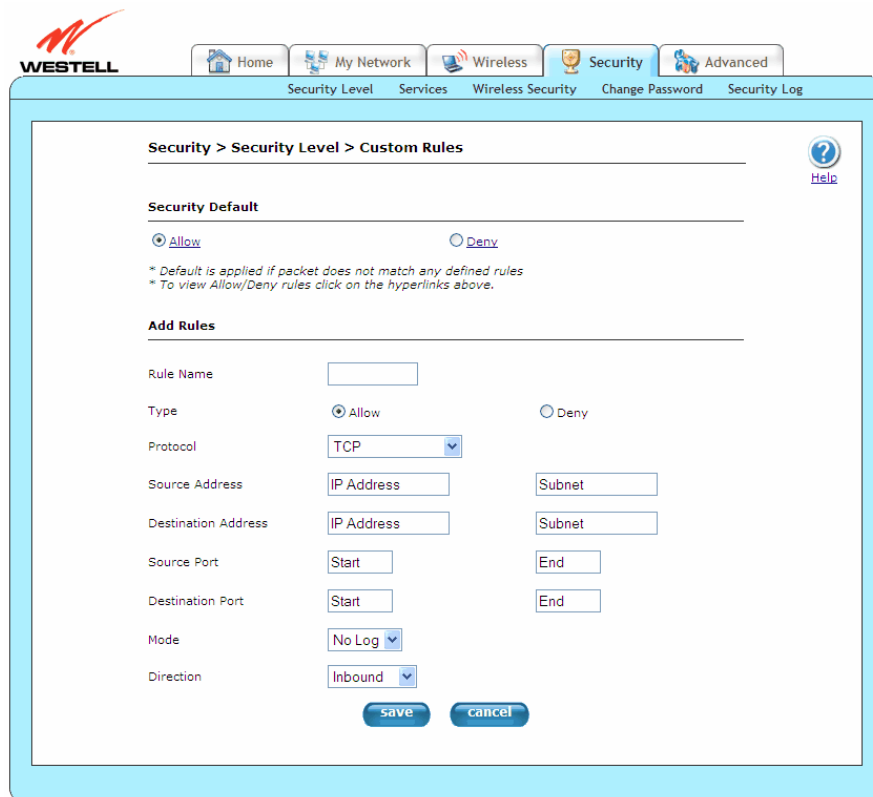 WESTELL
Home My Network Wireless Security Advanced
Security Level Services Wireless Security Change Password Security Log
Security > Security Level > Custom Rules
Help
Security Default
Allow Deny
* Default is applied if packet does not match any defined rules
* To view Allow/Deny rules click on the hyperlinks above.
Add Rules
Rule Name
Type Allow Deny
Protocol TCP
Source Address IP Address Subnet
Destination Address IP Address Subnet
Source Port Start End
Destination Port Start End
Mode No Log
Direction Inbound
save cancel